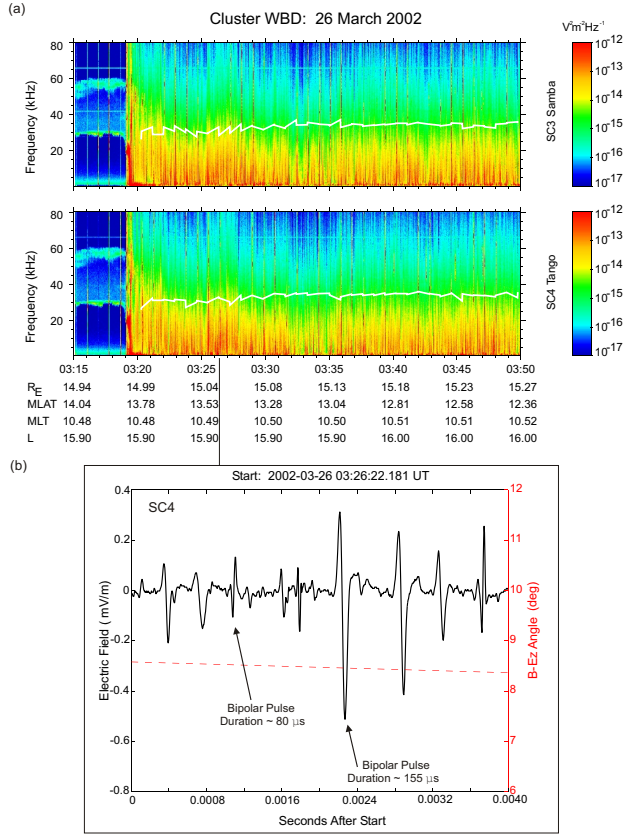 (a)
Cluster WBD: 26 March 2002
V²m⁻²Hz⁻¹
80
60
40
20
Frequency (kHz)
10⁻¹²
10⁻¹³
10⁻¹⁴
10⁻¹⁵
10⁻¹⁶
10⁻¹⁷
SC3 Samba
80
60
40
20
Frequency (kHz)
10⁻¹²
10⁻¹³
10⁻¹⁴
10⁻¹⁵
10⁻¹⁶
10⁻¹⁷
SC4 Tango
03:15 03:20 03:25 03:30 03:35 03:40 03:45 03:50
R_E 14.94 14.99 15.04 15.08 15.13 15.18 15.23 15.27
MLAT 14.04 13.78 13.53 13.28 13.04 12.81 12.58 12.36
MLT 10.48 10.48 10.49 10.50 10.50 10.51 10.51 10.52
L 15.90 15.90 15.90 15.90 15.90 16.00 16.00 16.00
(b)
Start: 2002-03-26 03:26:22.181 UT
SC4
0.4
0.2
0
-0.2
-0.4
-0.6
-0.8
Electric Field ( mV/m)
12
11
10
9
8
7
6
B-Ez Angle (deg)
Bipolar Pulse
Duration ~ 80 μs
Bipolar Pulse
Duration ~ 155 μs
0 0.0008 0.0016 0.0024 0.0032 0.0040
Seconds After Start